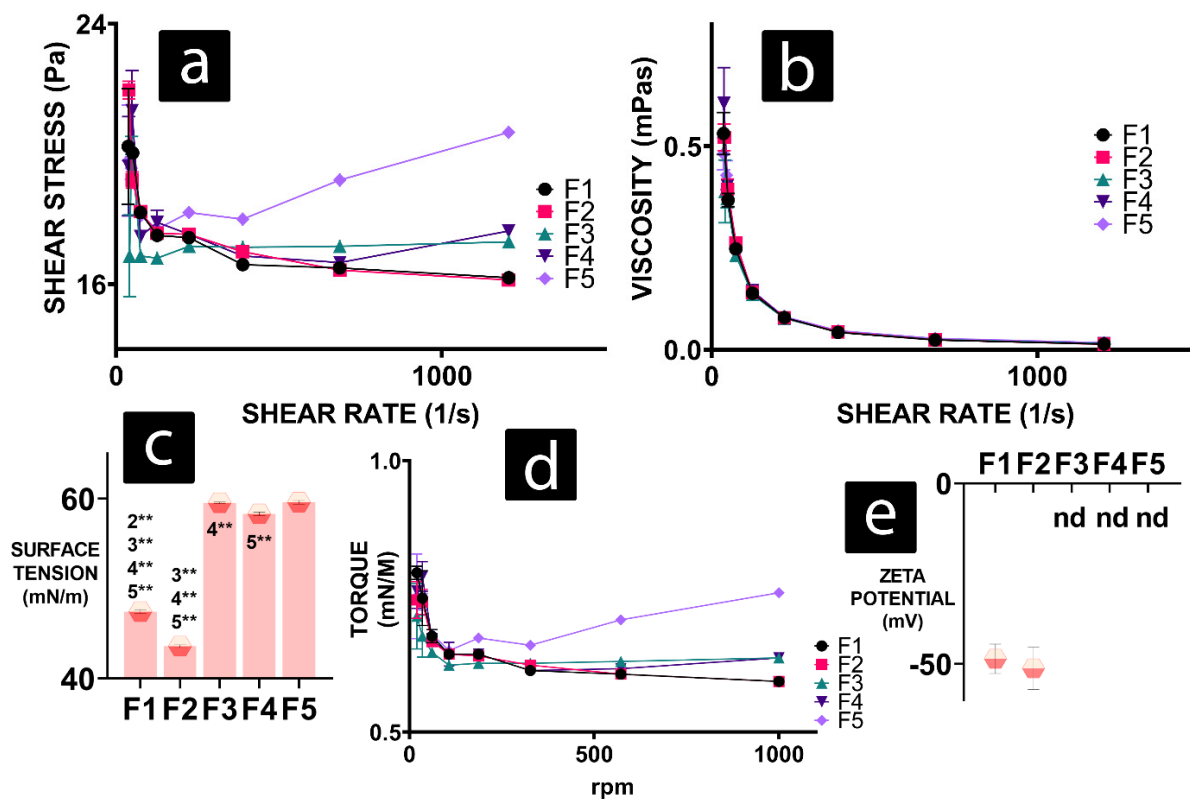 a
24
16
SHEAR STRESS (Pa)
0
1000
SHEAR RATE (1/s)
F1
F2
F3
F4
F5
b
0.5
0.0
VISCOSITY (mPas)
0
1000
SHEAR RATE (1/s)
F1
F2
F3
F4
F5
c
60
40
SURFACE
TENSION
(mN/m)
2**
3**
4**
5**
3**
4**
5**
4**
5**
F1 F2 F3 F4 F5
d
1.0
0.5
TORQUE
(mN/M)
0
500
1000
rpm
F1
F2
F3
F4
F5
e
F1 F2 F3 F4 F5
0
nd nd nd
-50
ZETA
POTENTIAL
(mV)